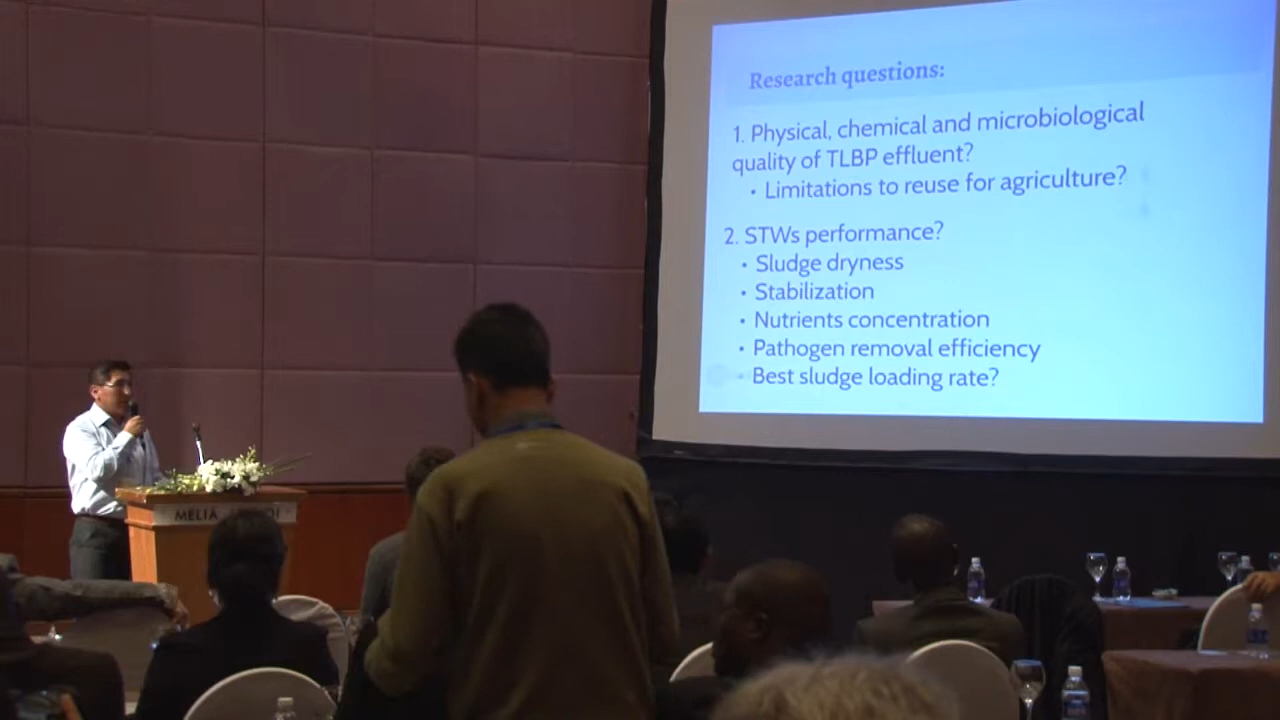 Research questions:
1. Physical, chemical and microbiological
quality of TLBP effluent?
• Limitations to reuse for agriculture?
2. STWs performance?
• Sludge dryness
• Stabilization
• Nutrients concentration
• Pathogen removal efficiency
• Best sludge loading rate?
MELIA